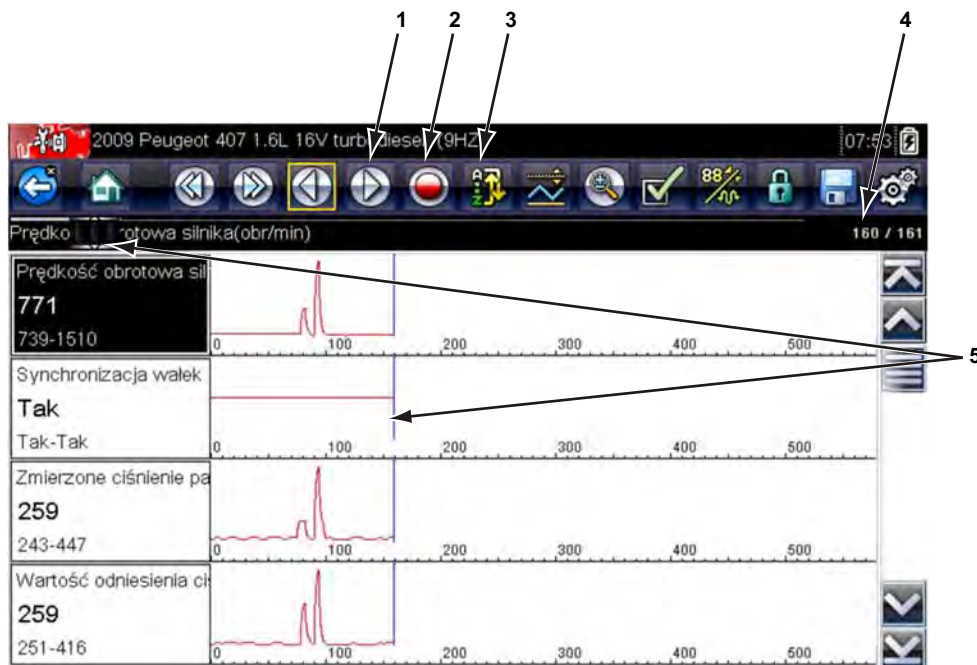 1 2 3 4
2009 Peugeot 407 1.6L 16V turbodiesel (9HZ 07:53
160 / 161
Prędko rotowa silnika(obr/min)
Prędkość obrotowa sil
771
739-1510
0 100 200 300 400 500
5
Synchronizacja wałek
Tak
Tak-Tak
0 100 200 300 400 500
Zmierzone ciśnienie pa
259
243-447
0 100 200 300 400 500
Wartość odniesienia ci
259
251-416
0 100 200 300 400 500